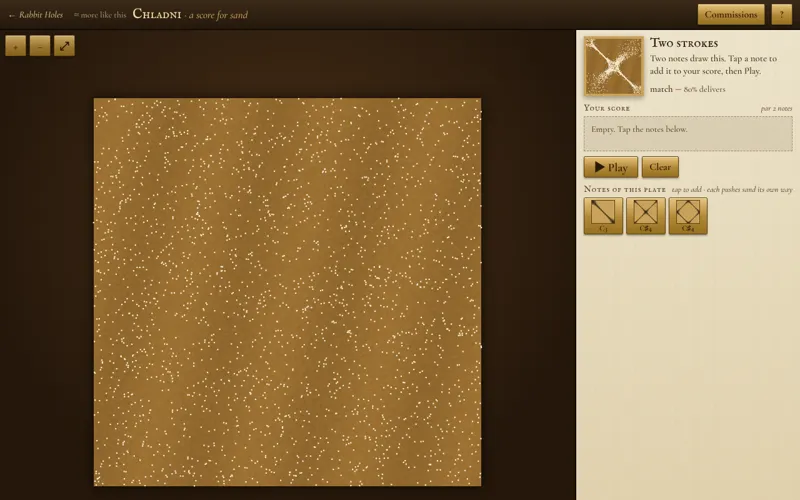 ← Rabbit Holes = more like this Chladni · a score for sand Commissions ?
+ −
Two strokes
Two notes draw this. Tap a note to
add it to your score, then Play.
match — 80% delivers
Your score par 2 notes
Empty. Tap the notes below.
Play Clear
Notes of this plate tap to add · each pushes sand its own way
C♯4 C♯4